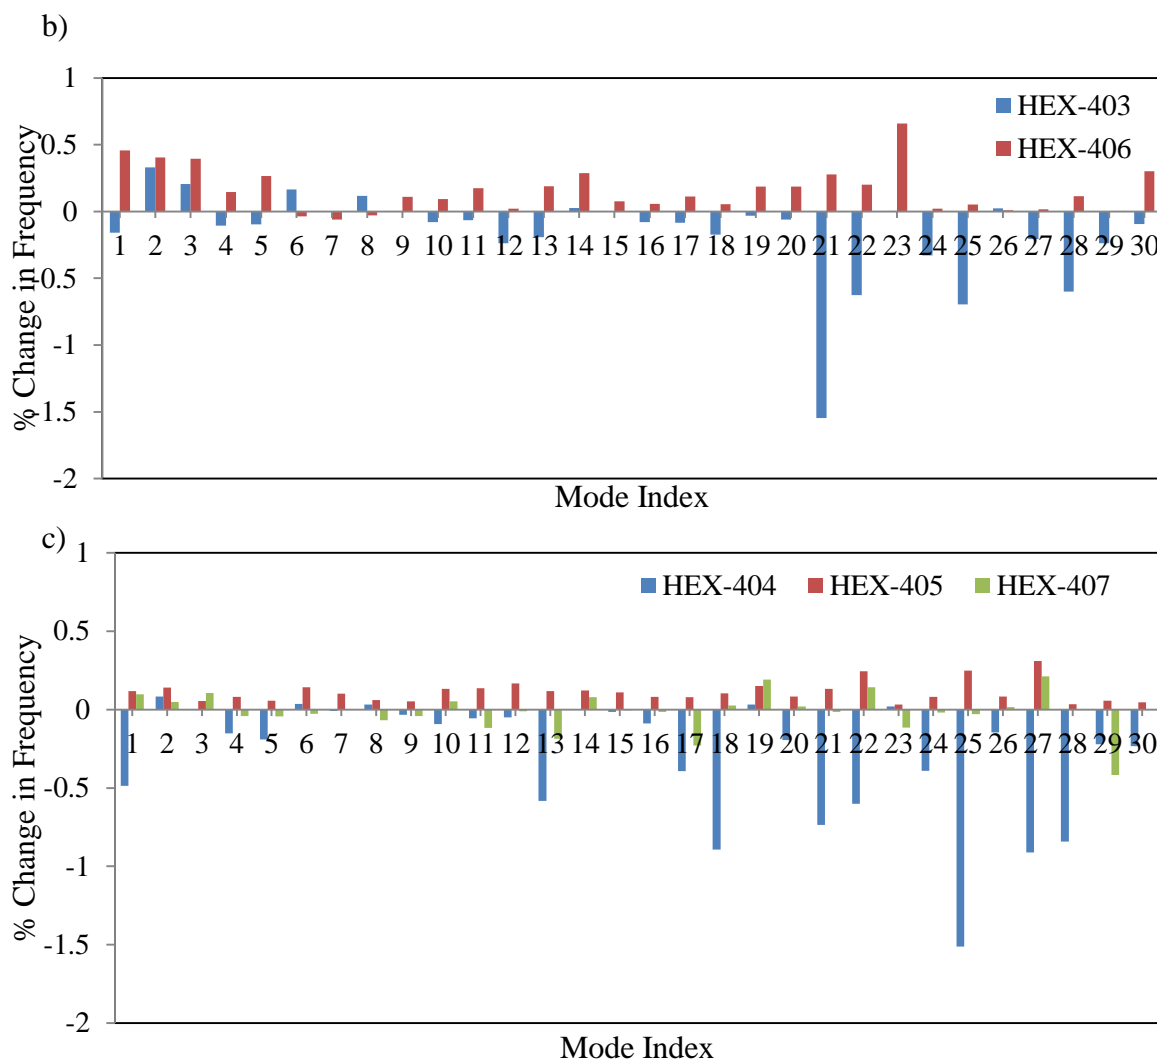 b)
% Change in Frequency
1
0.5
0
-0.5
-1
-1.5
-2
HEX-403
HEX-406
1 2 3 4 5 6 7 8 9 10 11 12 13 14 15 16 17 18 19 20 21 22 23 24 25 26 27 28 29 30
Mode Index
c)
% Change in Frequency
1
0.5
0
-0.5
-1
-1.5
-2
HEX-404 HEX-405 HEX-407
1 2 3 4 5 6 7 8 9 10 11 12 13 14 15 16 17 18 19 20 21 22 23 24 25 26 27 28 29 30
Mode Index